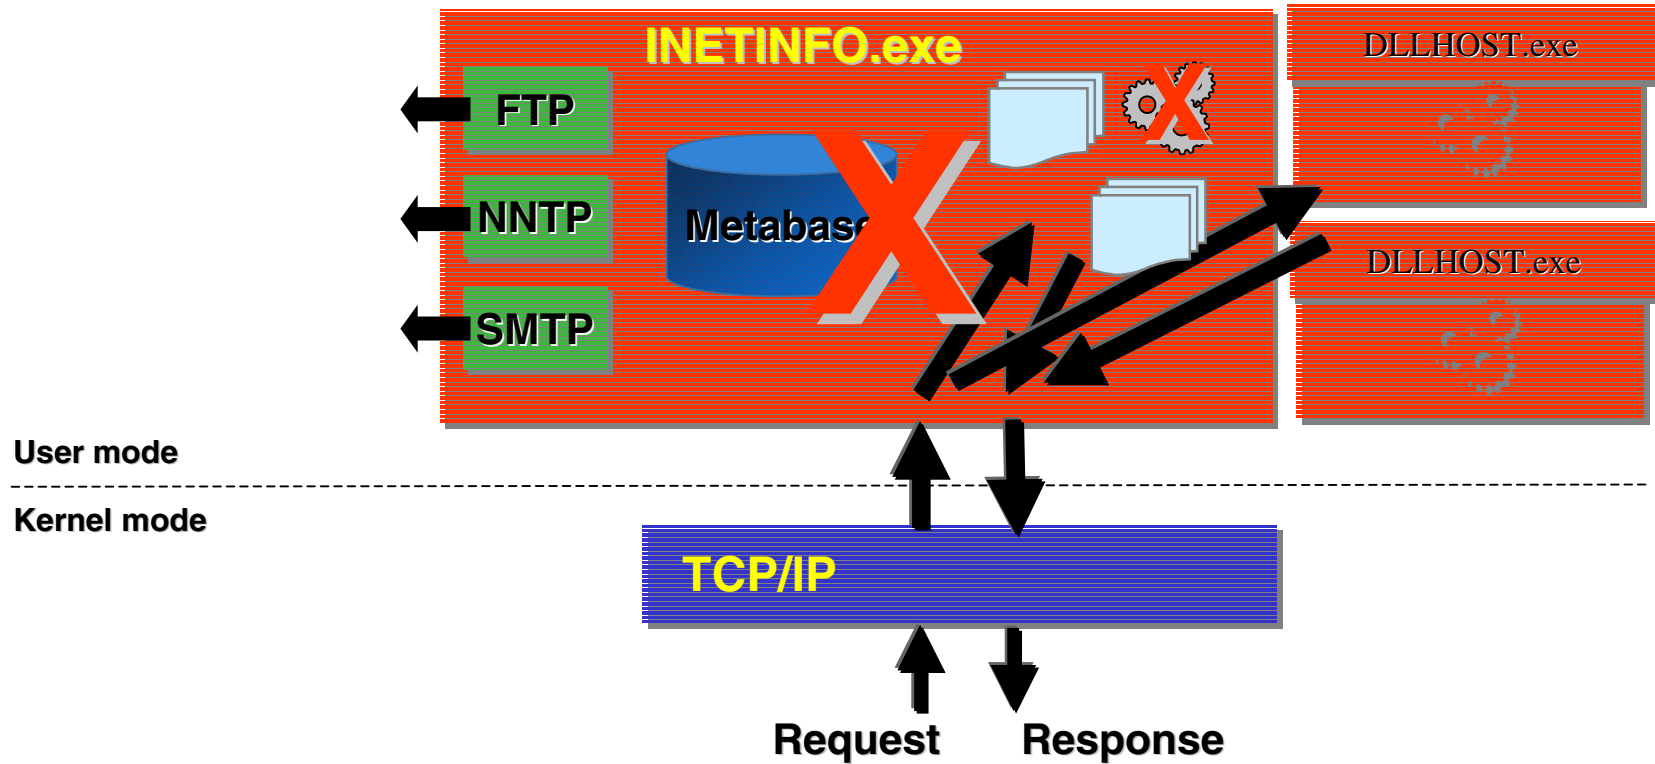 INETINFO.exe
DLLHOST.exe
FTP
Metabase
NNTP
DLLHOST.exe
SMTP
User mode
Kernel mode
TCP/IP
Request
Response